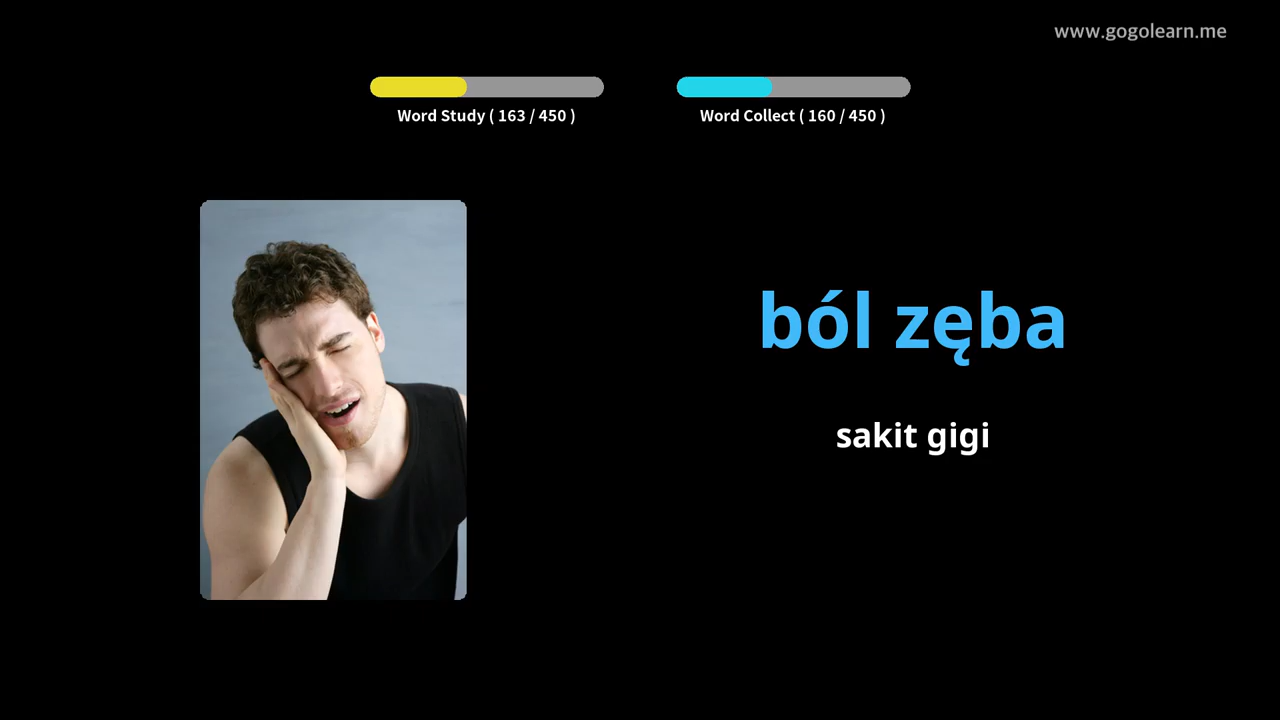 www.gogolearn.me
Word Study ( 163 / 450 )
Word Collect ( 160 / 450 )
ból zęba
sakit gigi